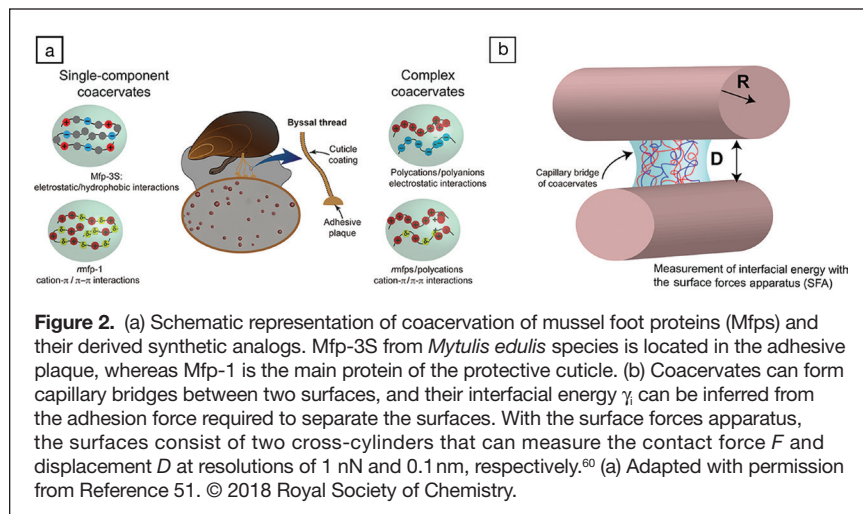 a
Single-component
coacervates
Mfp-3S:
eletrostatic/hydrophobic interactions
rmfp-1
cation-π / π–π interactions
Byssal thread
Cuticle
coating
Adhesive
plaque
Complex
coacervates
Polycations/polyanions
electrostatic interactions
rmfps/polycations
cation-π/π-π interactions
b
R
D
Capillary bridge
of coacervates
Measurement of interfacial energy with
the surface forces apparatus (SFA)
Figure 2. (a) Schematic representation of coacervation of mussel foot proteins (Mfps) and
their derived synthetic analogs. Mfp-3S from Mytulis edulis species is located in the adhesive
plaque, whereas Mfp-1 is the main protein of the protective cuticle. (b) Coacervates can form
capillary bridges between two surfaces, and their interfacial energy γi can be inferred from
the adhesion force required to separate the surfaces. With the surface forces apparatus,
the surfaces consist of two cross-cylinders that can measure the contact force F and
displacement D at resolutions of 1 nN and 0.1 nm, respectively.60 (a) Adapted with permission
from Reference 51. © 2018 Royal Society of Chemistry.